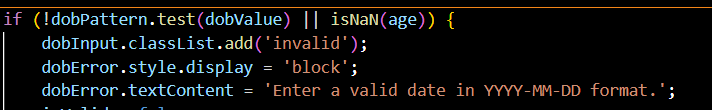 if (!dobPattern.test(dobValue) || isNaN(age)) {
dobInput.classList.add('invalid');
dobError.style.display = 'block';
dobError.textContent = 'Enter a valid date in YYYY-MM-DD format.';